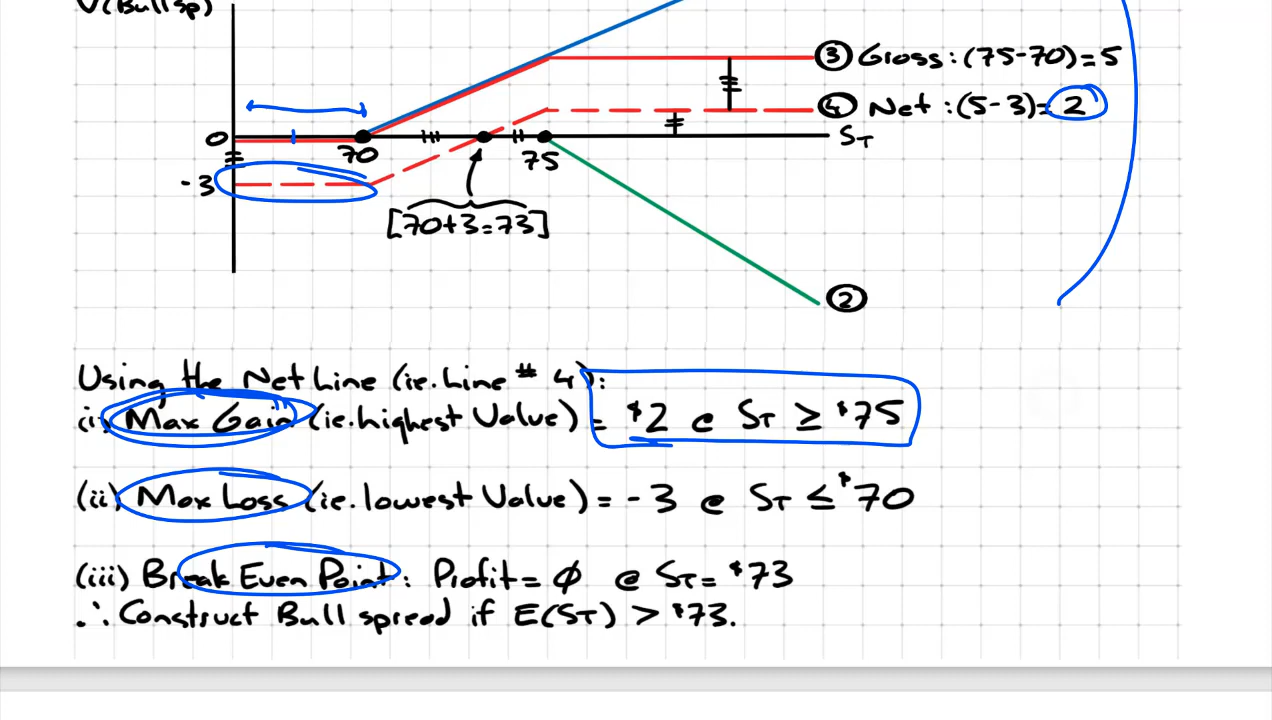 V(Bull sp)
③ Gross: (75-70)=5
④ Net: (5-3)=2
0
70
75
ST
-3
[70+3=73]
②
Using the Net Line (ie. Line # 4):
(i) Max Gain (ie. highest Value) = $2 @ ST ≥ $75
(ii) Max Loss (ie. lowest Value) = -3 @ ST ≤ $70
(iii) Break Even Point: Profit = ϕ @ ST = $73
∴ Construct Bull spread if E(ST) > $73.